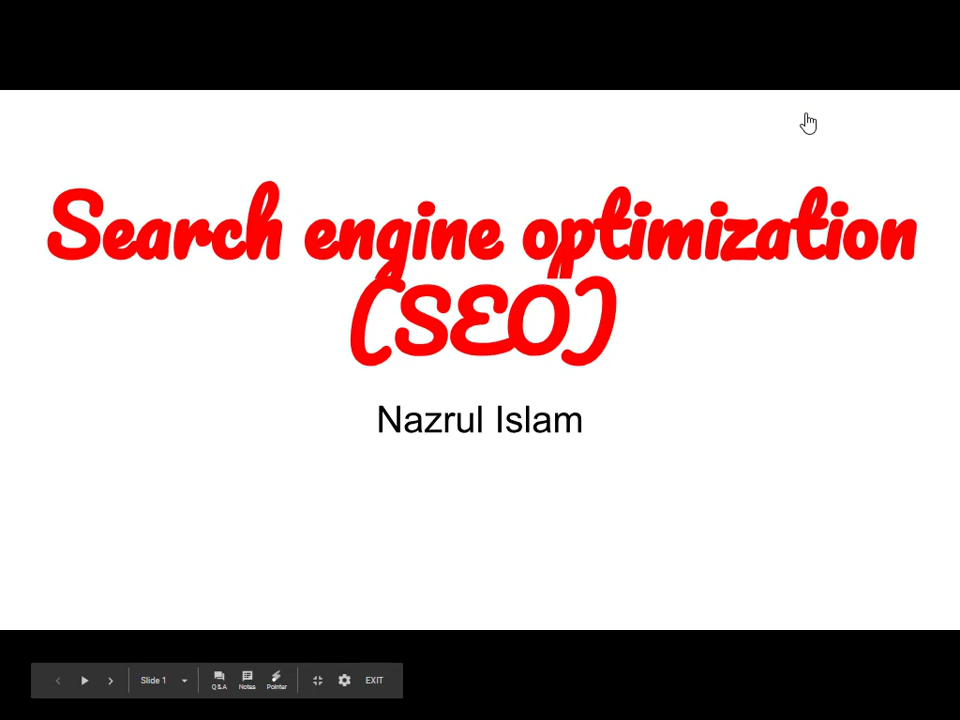 Search engine optimization
(SEO)
Nazrul Islam
Slide 1
Q&A
Notes
Pointer
EXIT